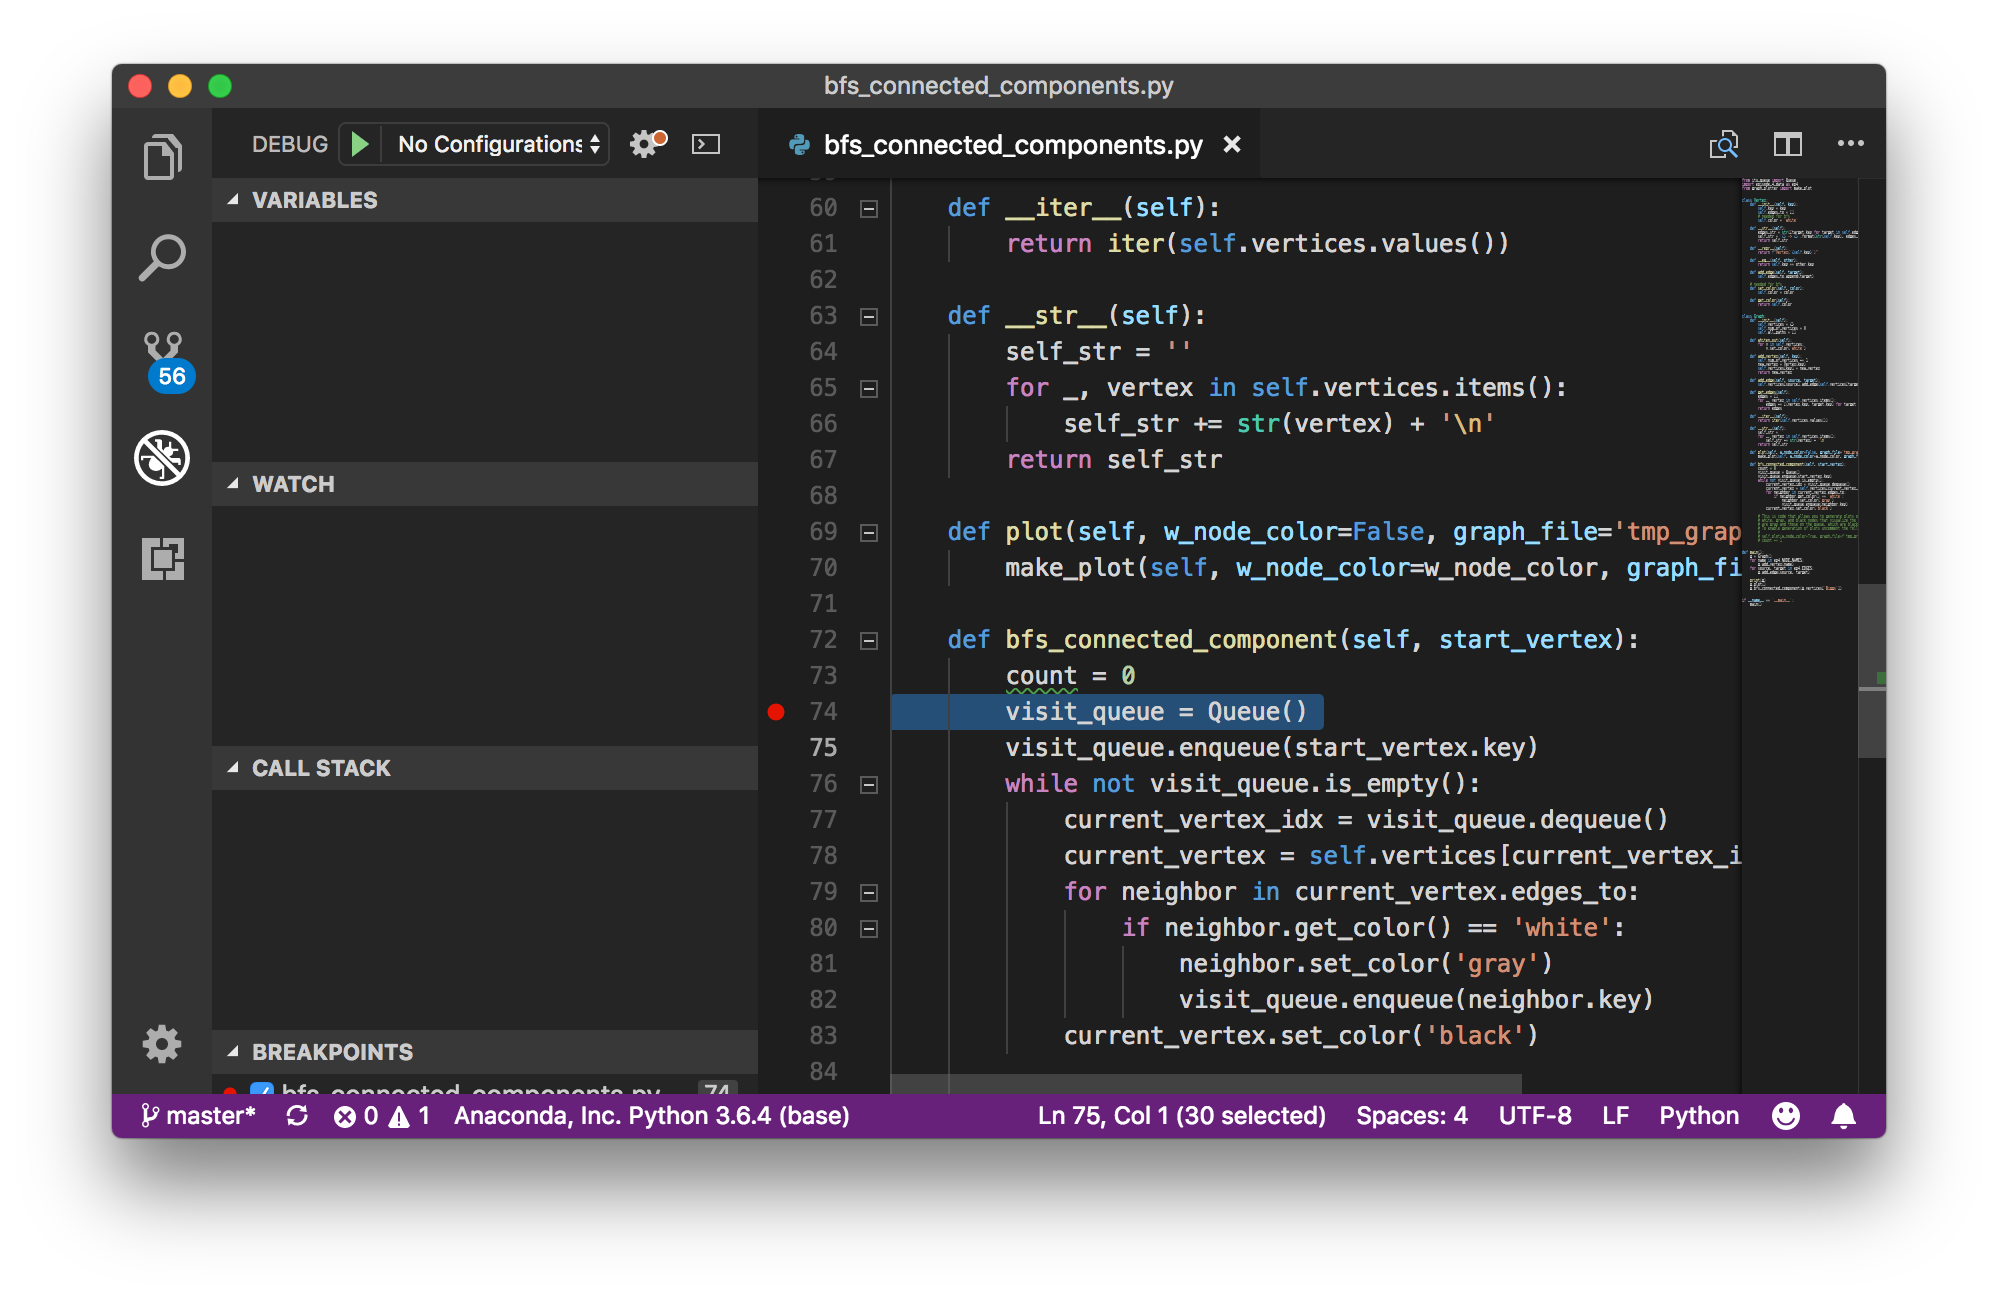 bfs_connected_components.py
DEBUG No Configurations
bfs_connected_components.py
VARIABLES
56
WATCH
CALL STACK
BREAKPOINTS
bfs_connected_components.py 74
60 def __iter__(self):
61 return iter(self.vertices.values())
62
63 def __str__(self):
64 self_str = ''
65 for _, vertex in self.vertices.items():
66 self_str += str(vertex) + '\n'
67 return self_str
68
69 def plot(self, w_node_color=False, graph_file='tmp_grap
70 make_plot(self, w_node_color=w_node_color, graph_fi
71
72 def bfs_connected_component(self, start_vertex):
73 count = 0
74 visit_queue = Queue()
75 visit_queue.enqueue(start_vertex.key)
76 while not visit_queue.is_empty():
77 current_vertex_idx = visit_queue.dequeue()
78 current_vertex = self.vertices[current_vertex_i
79 for neighbor in current_vertex.edges_to:
80 if neighbor.get_color() == 'white':
81 neighbor.set_color('gray')
82 visit_queue.enqueue(neighbor.key)
83 current_vertex.set_color('black')
84
master* 0 1 Anaconda, Inc. Python 3.6.4 (base) Ln 75, Col 1 (30 selected) Spaces: 4 UTF-8 LF Python